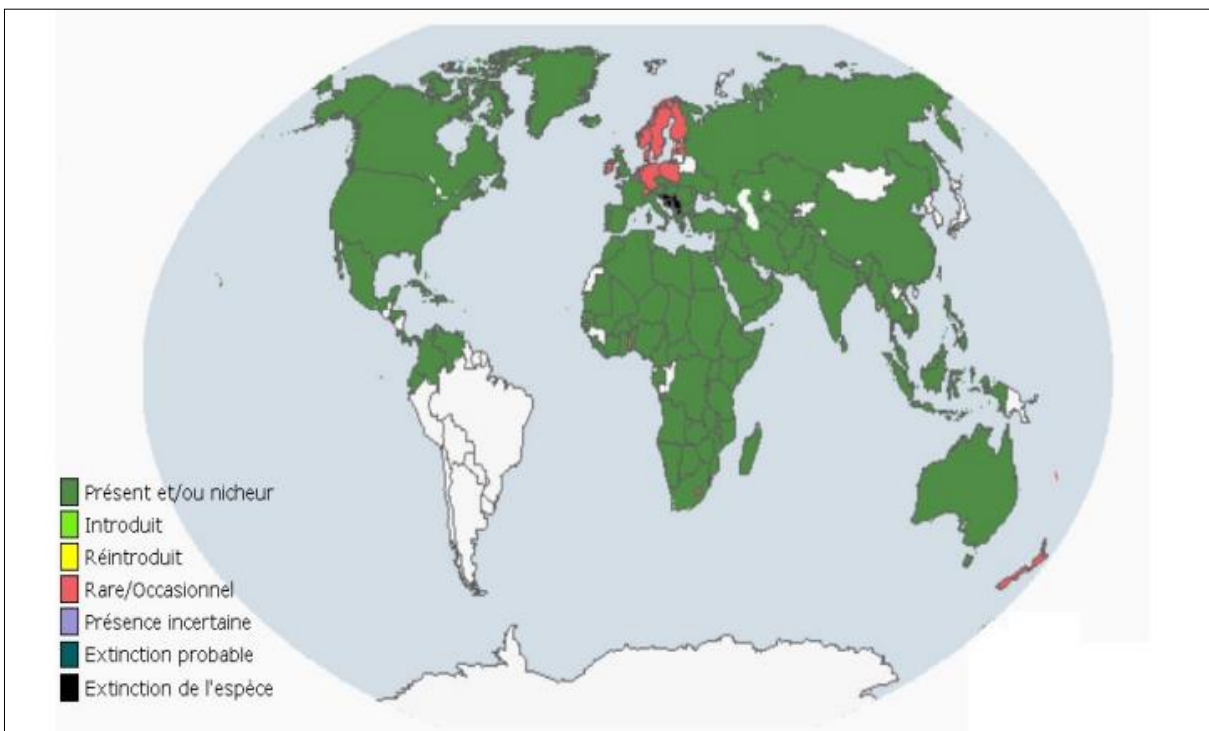 Présent et/ou nicheur
Introduit
Réintroduit
Rare/Occasionnel
Présence incertaine
Extinction probable
Extinction de l'espèce